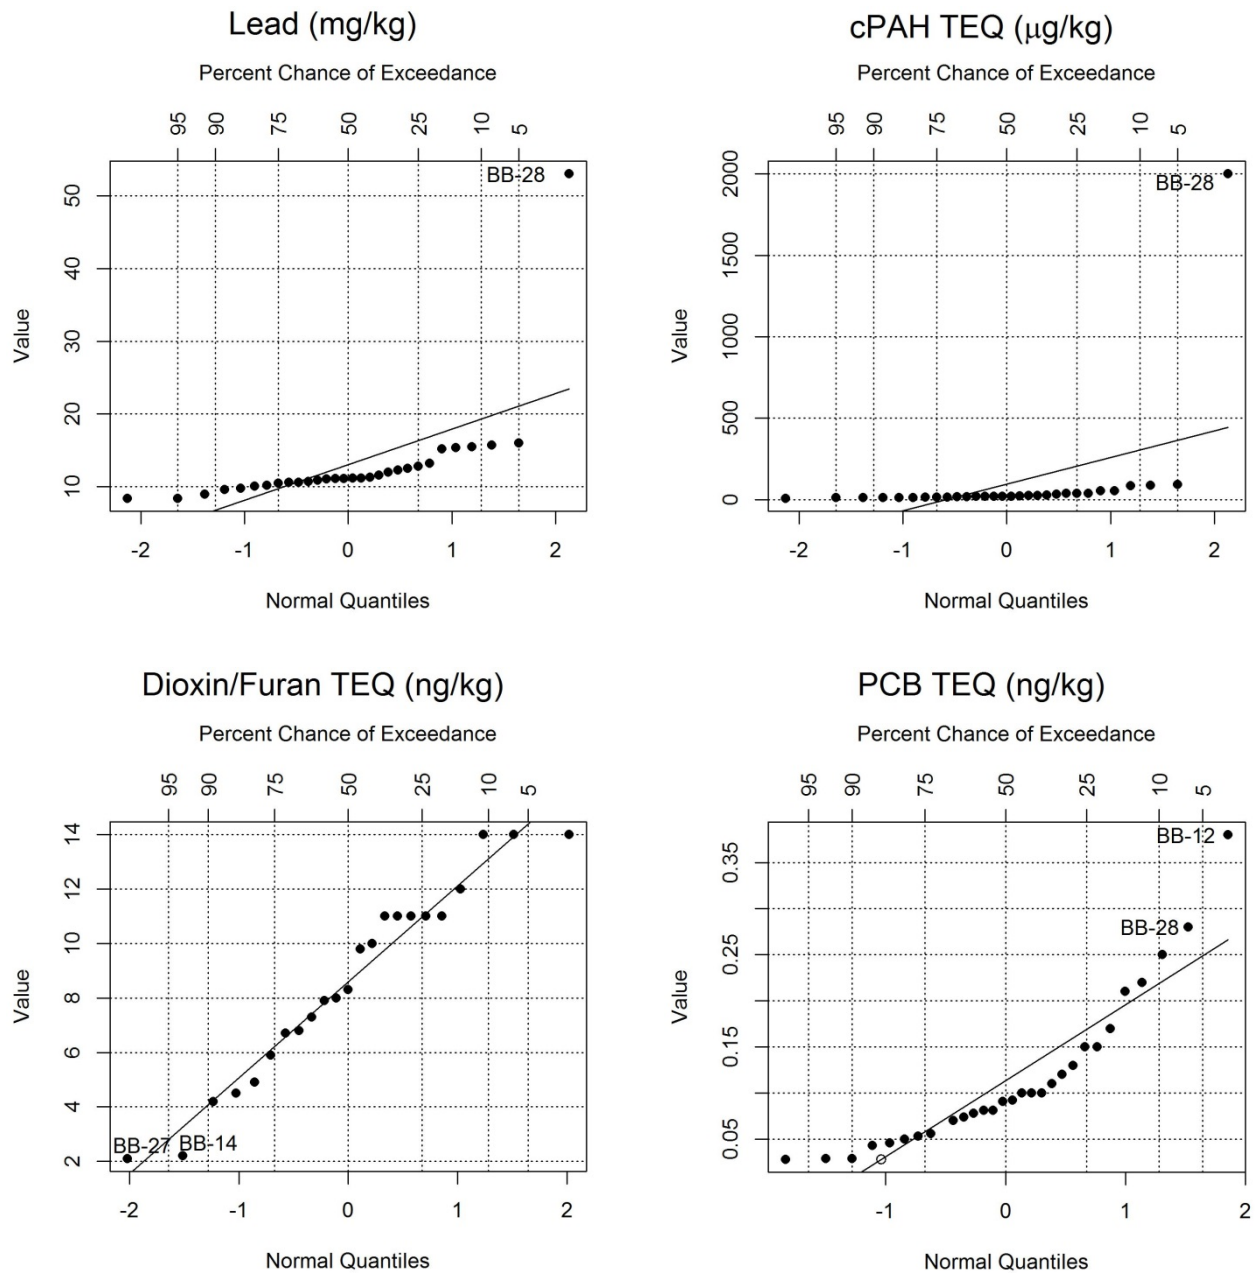 Lead (mg/kg)
Percent Chance of Exceedance
95 90 75 50 25 10 5
BB-28
50
40
30
20
10
Value
-2 -1 0 1 2
Normal Quantiles
cPAH TEQ (μg/kg)
Percent Chance of Exceedance
95 90 75 50 25 10 5
BB-28
2000
1500
1000
500
0
Value
-2 -1 0 1 2
Normal Quantiles
Dioxin/Furan TEQ (ng/kg)
Percent Chance of Exceedance
95 90 75 50 25 10 5
14
12
10
8
6
4
2
Value
BB-27 BB-14
-2 -1 0 1 2
Normal Quantiles
PCB TEQ (ng/kg)
Percent Chance of Exceedance
95 90 75 50 25 10 5
BB-12
BB-28
0.35
0.25
0.15
0.05
Value
-1 0 1 2
Normal Quantiles